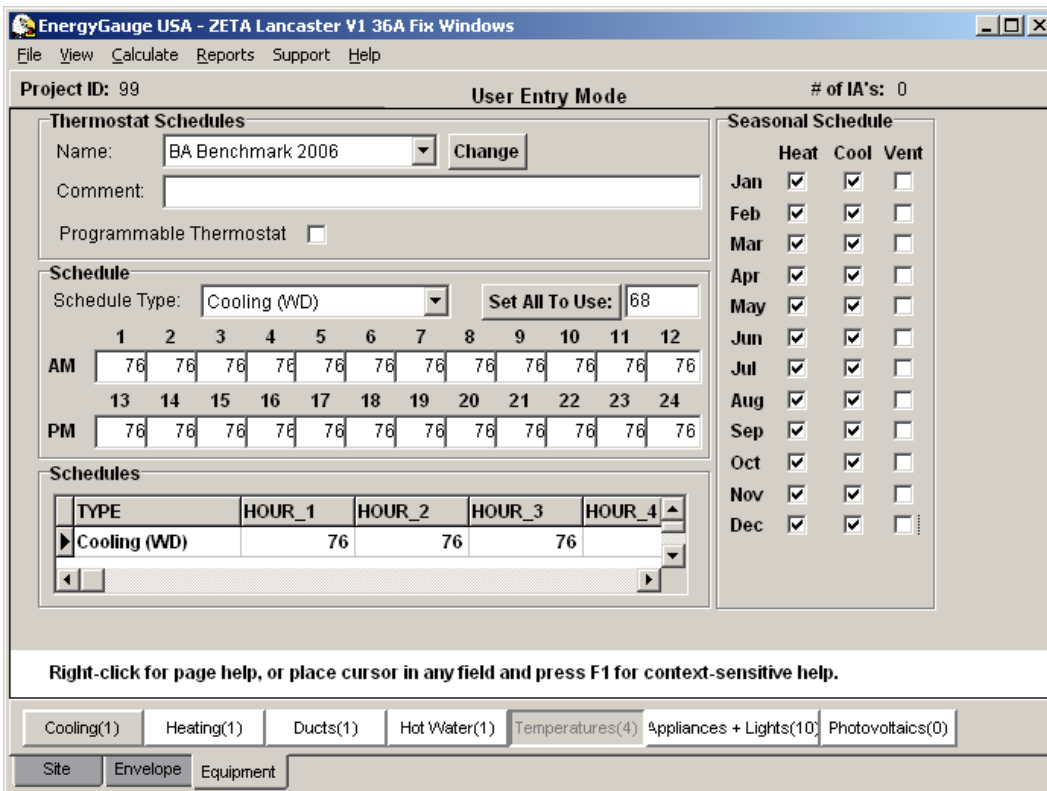 EnergyGauge USA - ZETA Lancaster V1 36A Fix Windows
File View Calculate Reports Support Help
Project ID: 99 User Entry Mode # of IA's: 0
Thermostat Schedules
Name: BA Benchmark 2006 Change
Comment:
Programmable Thermostat
Schedule
Schedule Type: Cooling (WD) Set All To Use: 68
1 2 3 4 5 6 7 8 9 10 11 12
AM 76 76 76 76 76 76 76 76 76 76 76 76
13 14 15 16 17 18 19 20 21 22 23 24
PM 76 76 76 76 76 76 76 76 76 76 76 76
Schedules
TYPE HOUR_1 HOUR_2 HOUR_3 HOUR_4
Cooling (WD) 76 76 76
Seasonal Schedule
Heat Cool Vent
Jan
Feb
Mar
Apr
May
Jun
Jul
Aug
Sep
Oct
Nov
Dec
Right-click for page help, or place cursor in any field and press F1 for context-sensitive help.
Cooling(1) Heating(1) Ducts(1) Hot Water(1) Temperatures(4) Appliances + Lights(10) Photovoltaics(0)
Site Envelope Equipment